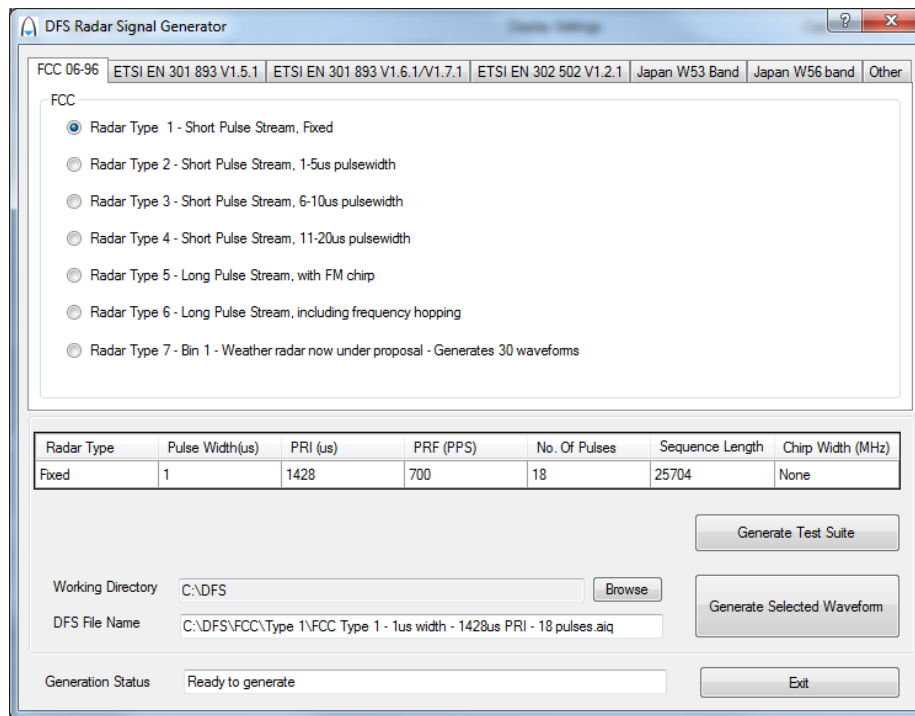 DFS Radar Signal Generator
FCC 06-96 ETSI EN 301 893 V1.5.1 ETSI EN 301 893 V1.6.1/V1.7.1 ETSI EN 302 502 V1.2.1 Japan W53 Band Japan W56 band Other
FCC
Radar Type 1 - Short Pulse Stream, Fixed
Radar Type 2 - Short Pulse Stream, 1-5us pulsewidth
Radar Type 3 - Short Pulse Stream, 6-10us pulsewidth
Radar Type 4 - Short Pulse Stream, 11-20us pulsewidth
Radar Type 5 - Long Pulse Stream, with FM chirp
Radar Type 6 - Long Pulse Stream, including frequency hopping
Radar Type 7 - Bin 1 - Weather radar now under proposal - Generates 30 waveforms
Radar Type Pulse Width(us) PRI (us) PRF (PPS) No. Of Pulses Sequence Length Chirp Width (MHz)
Fixed 1 1428 700 18 25704 None
Generate Test Suite
Working Directory C:\DFS Browse
Generate Selected Waveform
DFS File Name C:\DFS\FCC\Type 1\FCC Type 1 - 1us width - 1428us PRI - 18 pulses.aiq
Generation Status Ready to generate Exit